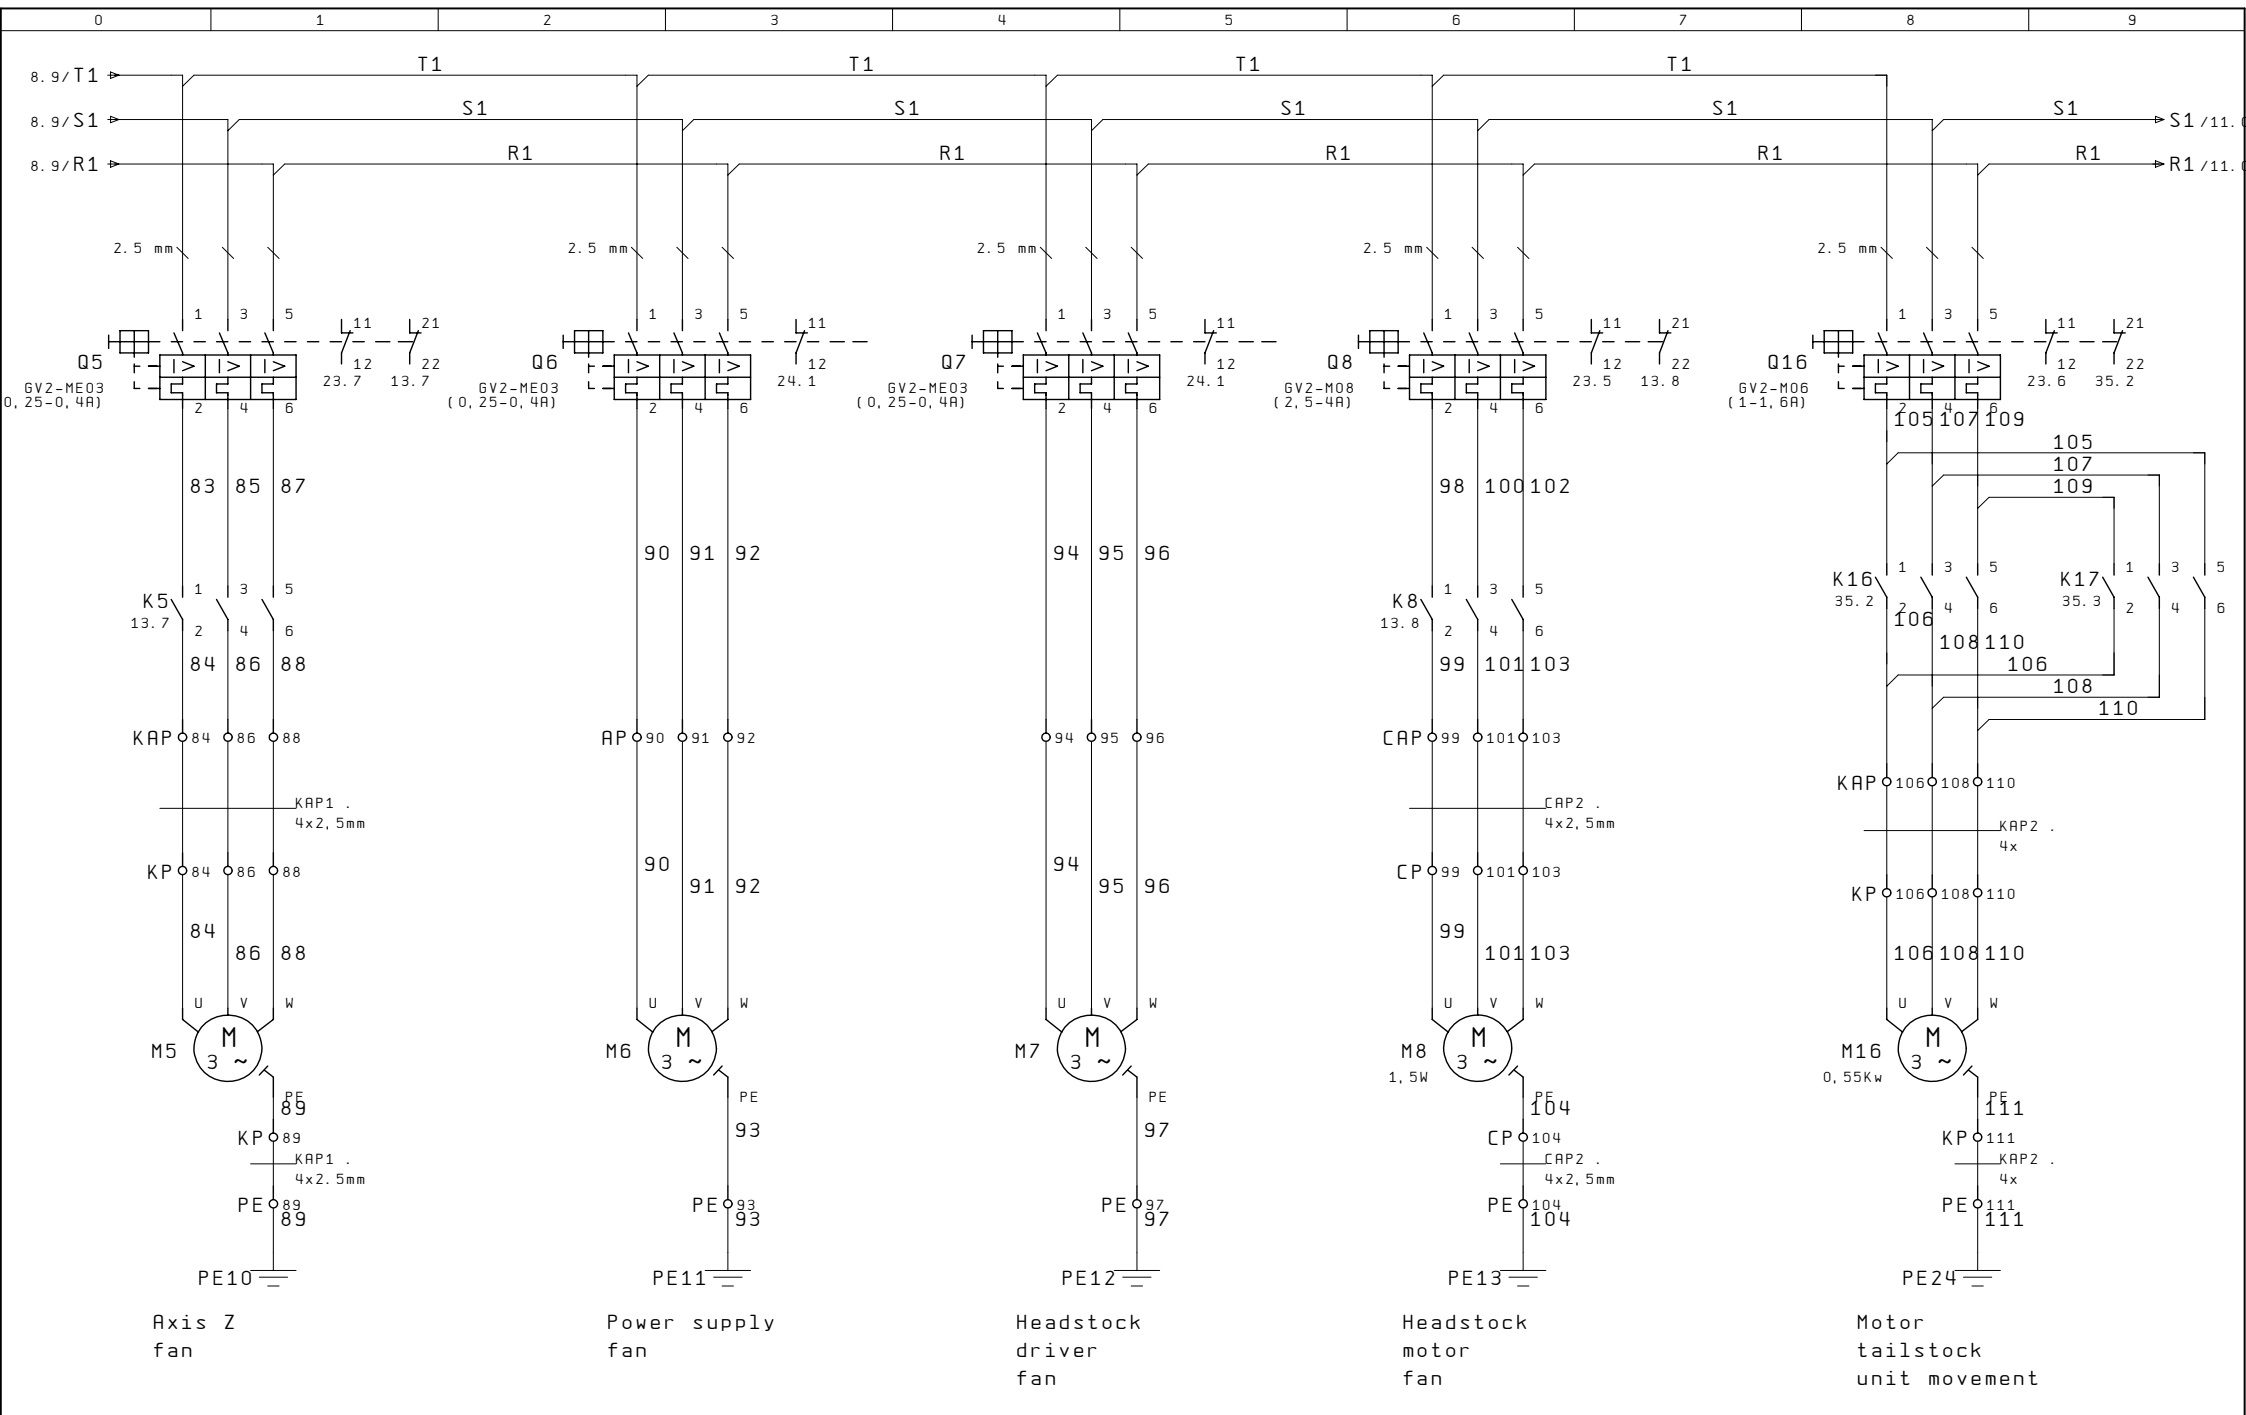 0 1 2 3 4 5 6 7 8 9
8.9/T1 T1 T1 T1 T1
8.9/S1 S1 S1 S1 S1 S1 S1/11.
8.9/R1 R1 R1 R1 R1 R1 R1/11.
2.5 mm 2.5 mm 2.5 mm 2.5 mm 2.5 mm
1 3 5 11 21 1 3 5 11 1 3 5 11 1 3 5 11 21 1 3 5 11 21
Q5 I> I> I> 12 22 Q6 I> I> I> 12 Q7 I> I> I> 12 Q8 I> I> I> 12 22 Q16 I> I> I> 12 22
23.7 13.7 24.1 24.1 23.5 13.8 23.6 35.2
GV2-ME03 GV2-ME03 GV2-ME03 GV2-M08 GV2-M06
0,25-0,4A) (0,25-0,4A) (0,25-0,4A) (2,5-4A) (1-1,6A)
2 4 6 2 4 6 2 4 6 2 4 6 2 4 6
105 107 109
105
107
109
83 85 87 98 100 102
90 91 92 94 95 96
1 3 5 1 3 5
K16 K17
35.2 35.3
2 4 6 2 4 6
1 3 5 1 3 5
K5 K8
13.7 13.8
2 4 6 2 4 6
106
108 110
84 86 88 99 101 103 106
108
110
KAP 84 86 88 AP 90 91 92 94 95 96 CAP 99 101 103
KAP 106 108 110
KAP1 . CAP2 .
4x2,5mm 4x2,5mm
KAP2 .
4x
KP 84 86 88 CP 99 101 103
90 94
91 92 95 96
KP 106 108 110
84 99
86 88 101 103 106 108 110
U V W U V W U V W U V W U V W
M5 M 3 ~ M6 M 3 ~ M7 M 3 ~ M8 M 3 ~ M16 M 3 ~
1,5W 0,55Kw
PE PE PE PE PE
89 104 111
93 97
KP 89 CP 104 KP 111
KAP1 . CAP2 . KAP2 .
4x2.5mm 4x2,5mm 4x
PE 89 PE 93 PE 97 PE 104 PE 111
89 93 97 104 111
PE10 PE11 PE12 PE13 PE24
Axis Z Power supply Headstock Headstock Motor
fan fan driver motor tailstock
fan fan unit movement